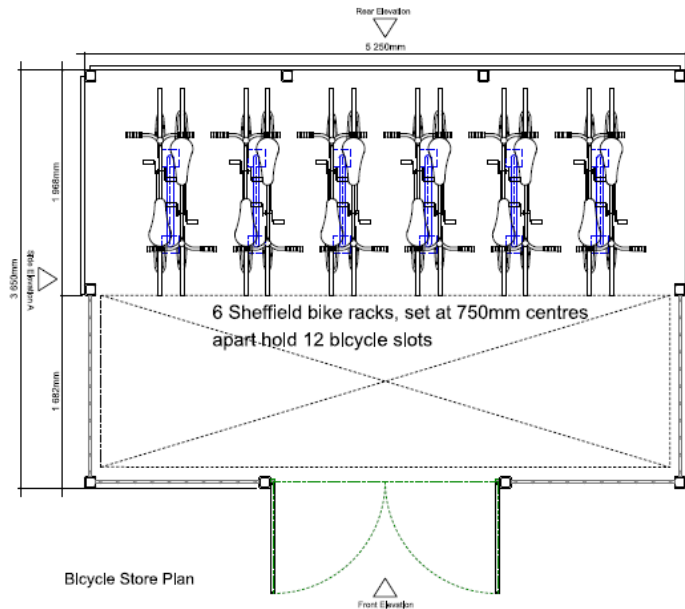 Rear Elevation
5 250mm
1 968mm
3 650mm
Side Elevation A
6 Sheffield bike racks, set at 750mm centres
apart hold 12 bicycle slots
1 682mm
Bicycle Store Plan
Front Elevation